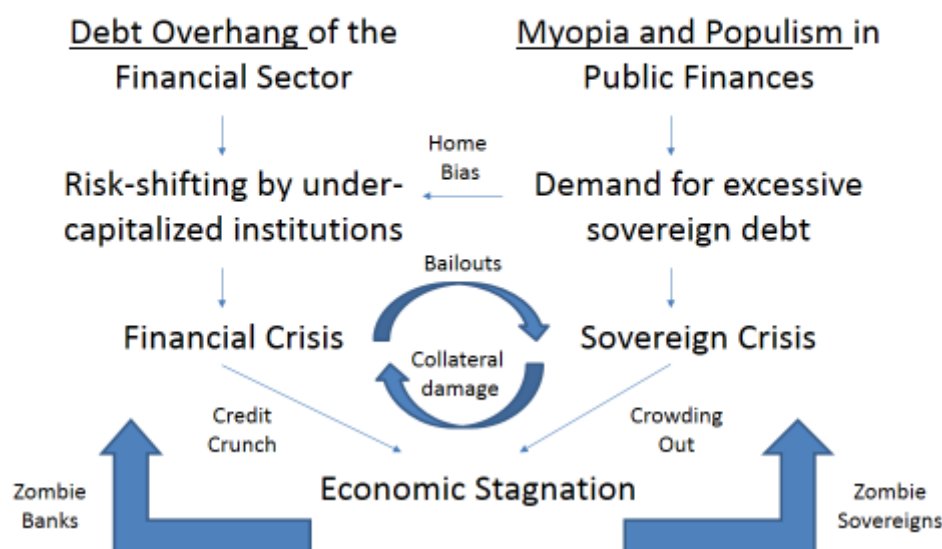 Debt Overhang of the
Financial Sector
Myopia and Populism in
Public Finances
Home
Bias
Risk-shifting by under-
capitalized institutions
Demand for excessive
sovereign debt
Bailouts
Financial Crisis
Sovereign Crisis
Collateral
damage
Credit
Crunch
Crowding
Out
Economic Stagnation
Zombie
Banks
Zombie
Sovereigns